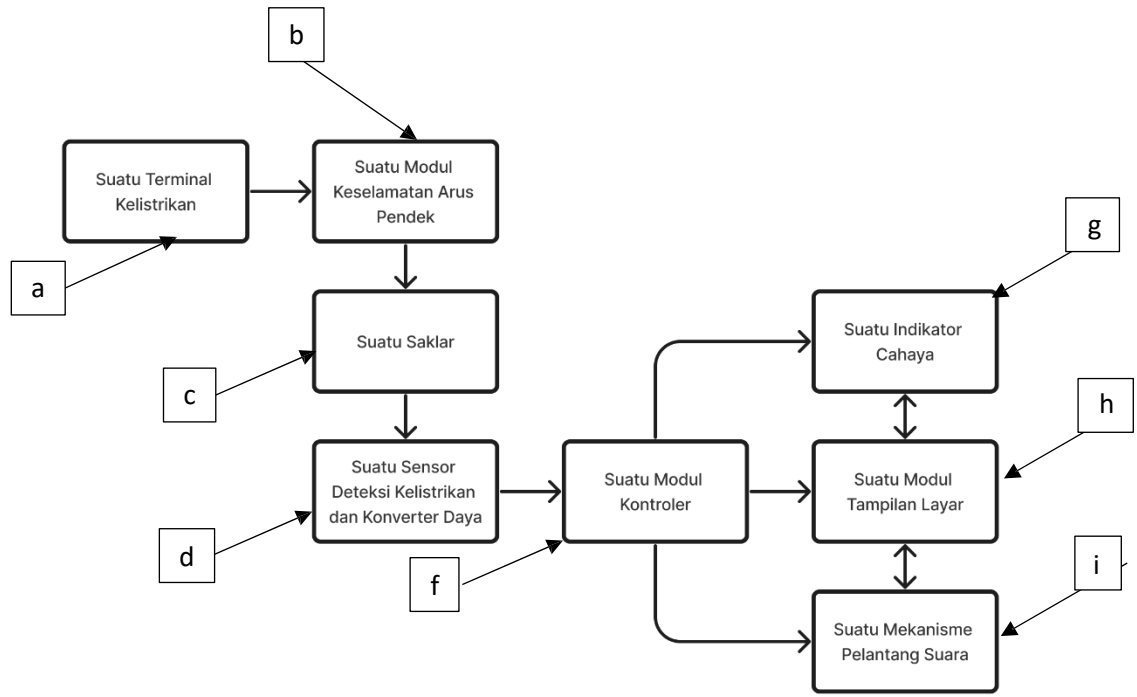 b
Suatu Terminal
Kelistrikan
Suatu Modul
Keselamatan Arus
Pendek
a
g
Suatu Saklar
Suatu Indikator
Cahaya
c
h
Suatu Sensor
Deteksi Kelistrikan
dan Konverter Daya
Suatu Modul
Kontroler
Suatu Modul
Tampilan Layar
d
f
i
Suatu Mekanisme
Pelantang Suara